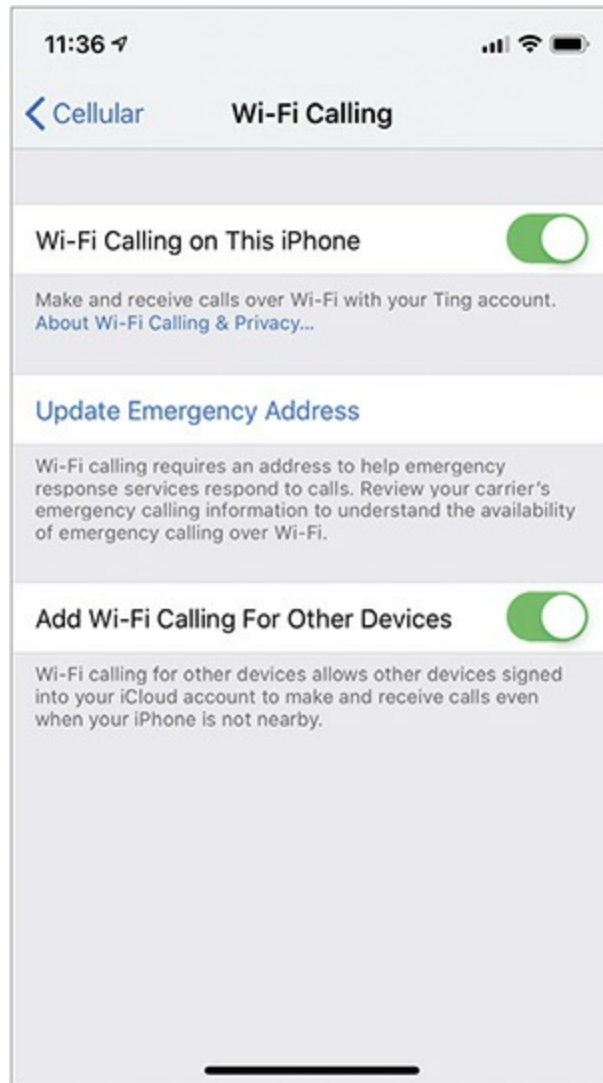 11:36
Cellular
Wi-Fi Calling
Wi-Fi Calling on This iPhone
Make and receive calls over Wi-Fi with your Ting account.
About Wi-Fi Calling & Privacy...
Update Emergency Address
Wi-Fi calling requires an address to help emergency
response services respond to calls. Review your carrier's
emergency calling information to understand the availability
of emergency calling over Wi-Fi.
Add Wi-Fi Calling For Other Devices
Wi-Fi calling for other devices allows other devices signed
into your iCloud account to make and receive calls even
when your iPhone is not nearby.